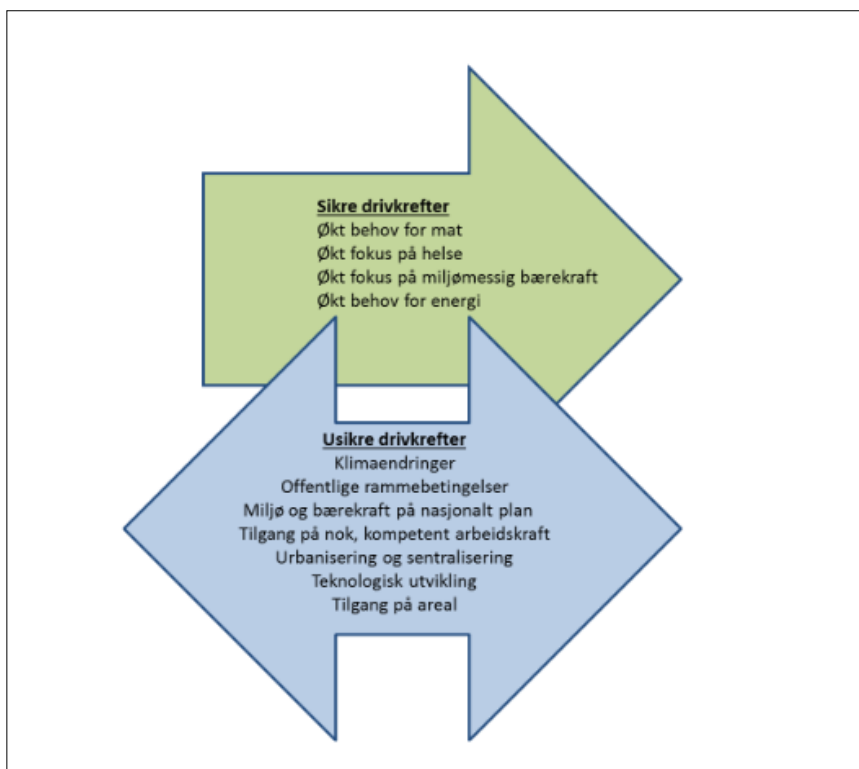 Sikre drivkrefter
Økt behov for mat
Økt fokus på helse
Økt fokus på miljømessig bærekraft
Økt behov for energi
Usikre drivkrefter
Klimaendringer
Offentlige rammebetingelser
Miljø og bærekraft på nasjonalt plan
Tilgang på nok, kompetent arbeidskraft
Urbanisering og sentralisering
Teknologisk utvikling
Tilgang på areal